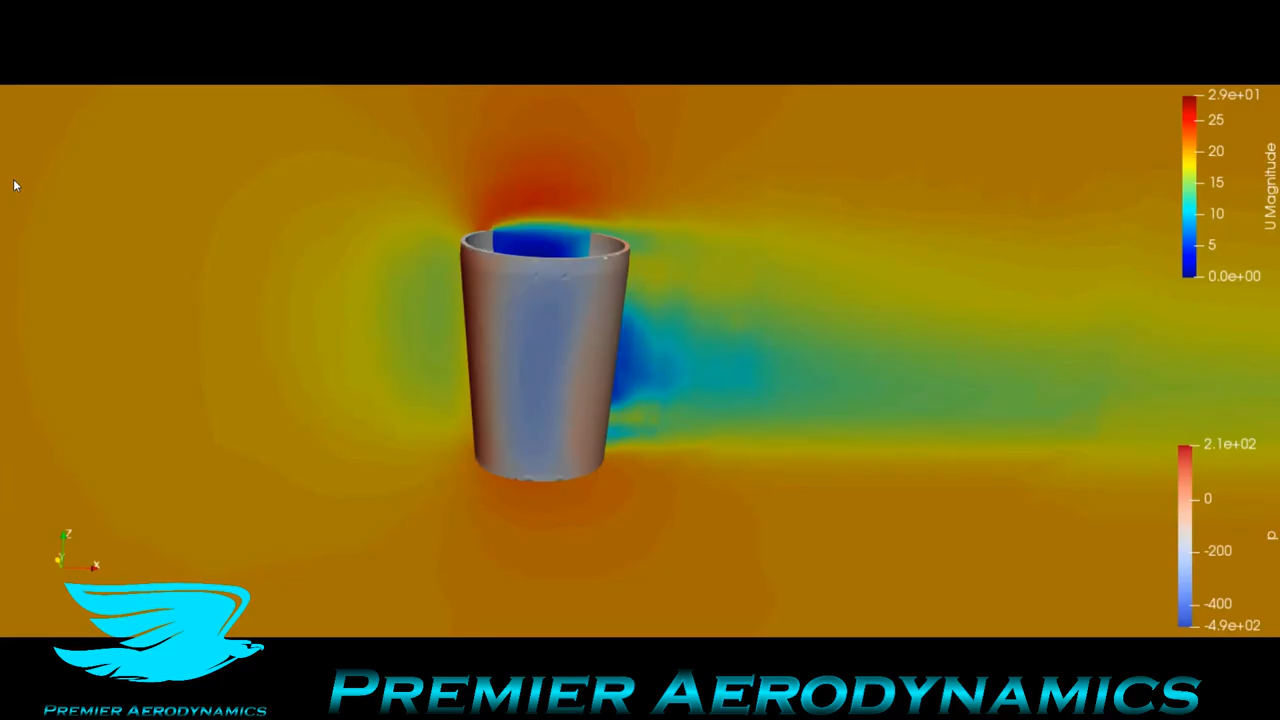 2.9e+01
25
20
15
10
5
0.0e+00
U Magnitude
2.1e+02
0
-200
-400
-4.9e+02
p
Z
Y
X
PREMIER AERODYNAMICS
PREMIER AERODYNAMICS